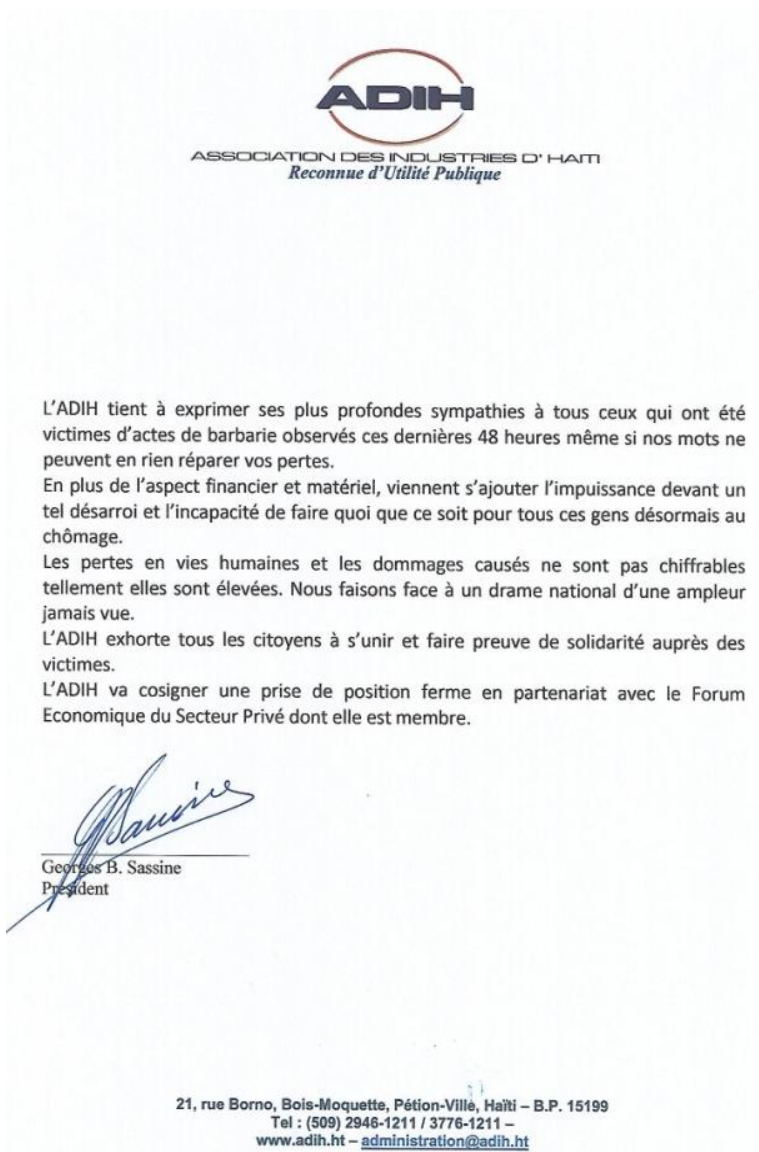 ADIH
ASSOCIATION DES INDUSTRIES D' HAITI
Reconnue d'Utilité Publique
L'ADIH tient à exprimer ses plus profondes sympathies à tous ceux qui ont été
victimes d'actes de barbarie observés ces dernières 48 heures même si nos mots ne
peuvent en rien réparer vos pertes.
En plus de l'aspect financier et matériel, viennent s'ajouter l'impuissance devant un
tel désarroi et l'incapacité de faire quoi que ce soit pour tous ces gens désormais au
chômage.
Les pertes en vies humaines et les dommages causés ne sont pas chiffrables
tellement elles sont élevées. Nous faisons face à un drame national d'une ampleur
jamais vue.
L'ADIH exhorte tous les citoyens à s'unir et faire preuve de solidarité auprès des
victimes.
L'ADIH va cosigner une prise de position ferme en partenariat avec le Forum
Economique du Secteur Privé dont elle est membre.
Georges B. Sassine
Président
21, rue Borno, Bois-Moquette, Pétion-Ville, Haïti – B.P. 15199
Tel : (509) 2946-1211 / 3776-1211 –
www.adih.ht – administration@adih.ht